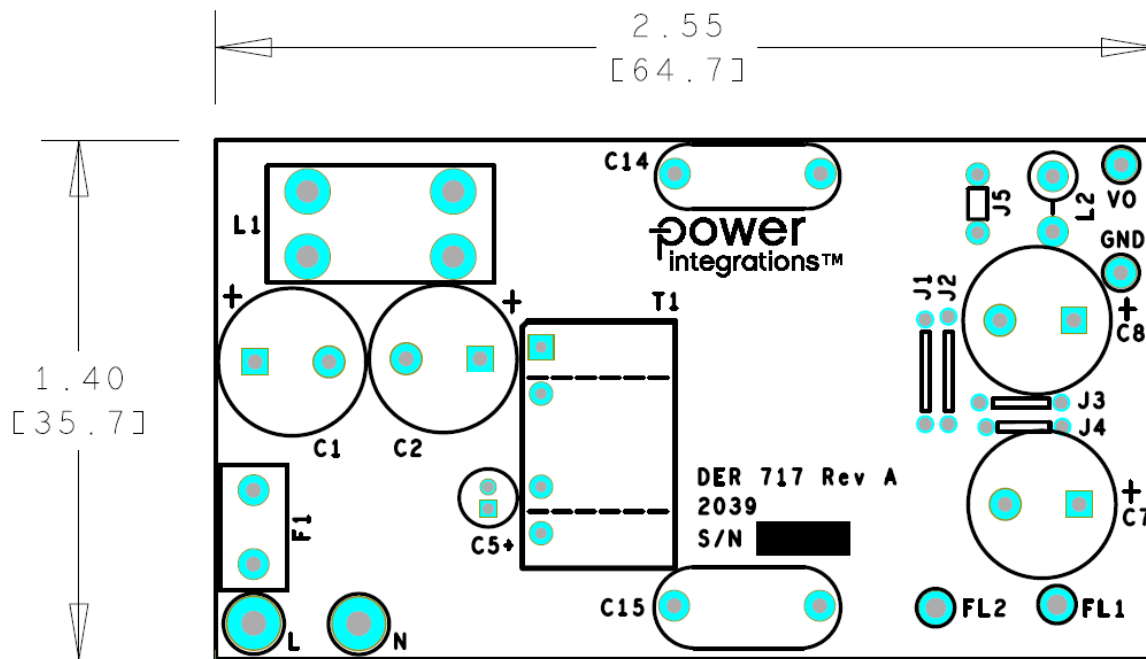 2.55
[64.7]
1.40
[35.7]
C14
J5
L2
VO
L1
power
integrations™
GND
J1
J2
T1
C8
C1
C2
J3
J4
F1
C5+
DER 717 Rev A
2039
S/N
C7
L
N
C15
FL2
FL1